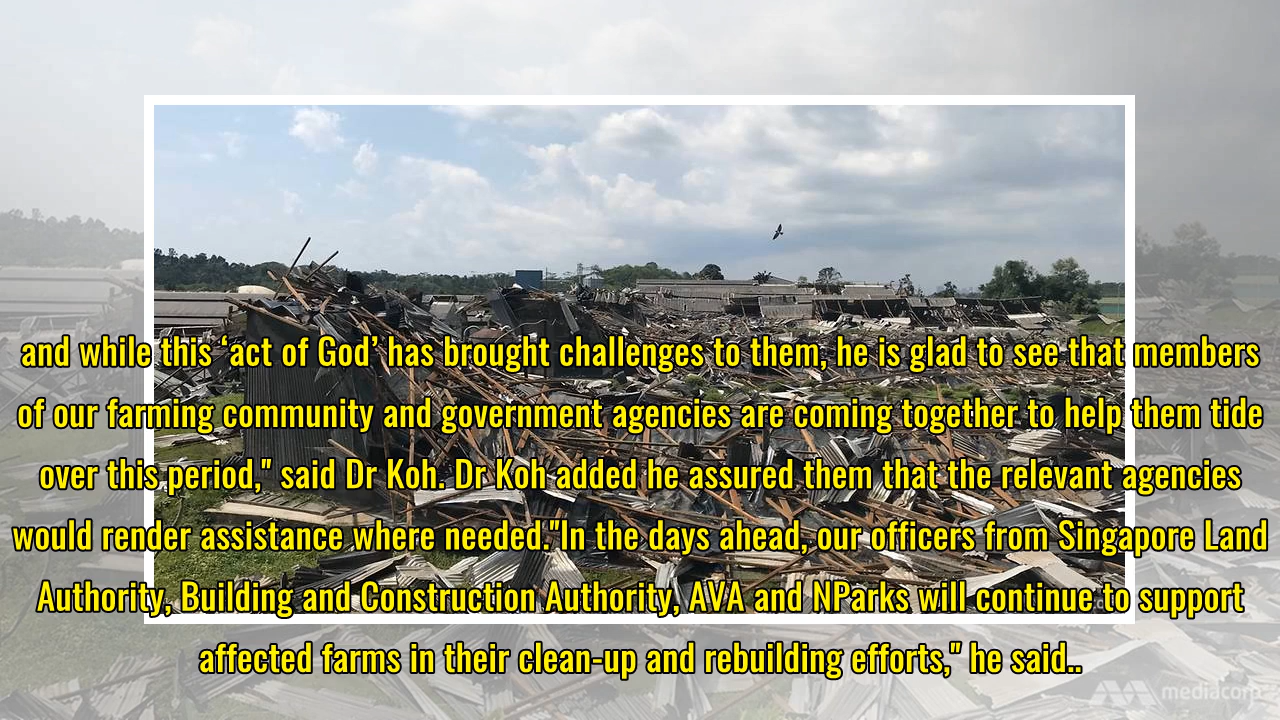 and while this ‘act of God’ has brought challenges to them, he is glad to see that members
of our farming community and government agencies are coming together to help them tide
over this period," said Dr Koh. Dr Koh added he assured them that the relevant agencies
would render assistance where needed."In the days ahead, our officers from Singapore Land
Authority, Building and Construction Authority, AVA and NParks will continue to support
affected farms in their clean-up and rebuilding efforts," he said..
mediacorp